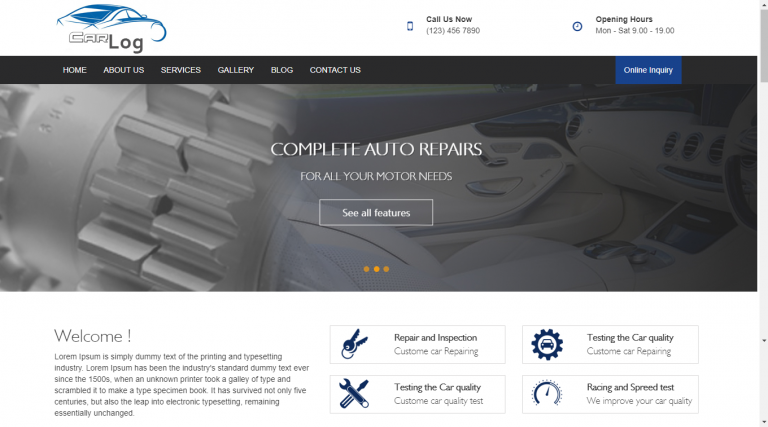 Car Log
Call Us Now
(123) 456 7890
Opening Hours
Mon - Sat 9.00 - 19.00
HOME ABOUT US SERVICES GALLERY BLOG CONTACT US Online Inquiry
COMPLETE AUTO REPAIRS
FOR ALL YOUR MOTOR NEEDS
See all features
Welcome !
Lorem Ipsum is simply dummy text of the printing and typesetting
industry. Lorem Ipsum has been the industry's standard dummy text ever
since the 1500s, when an unknown printer took a galley of type and
scrambled it to make a type specimen book. It has survived not only five
centuries, but also the leap into electronic typesetting, remaining
essentially unchanged.
Repair and Inspection
Custome car Repairing
Testing the Car quality
Custome car Repairing
Testing the Car quality
Custome car quality test
Racing and Spreed test
We improve your car quality